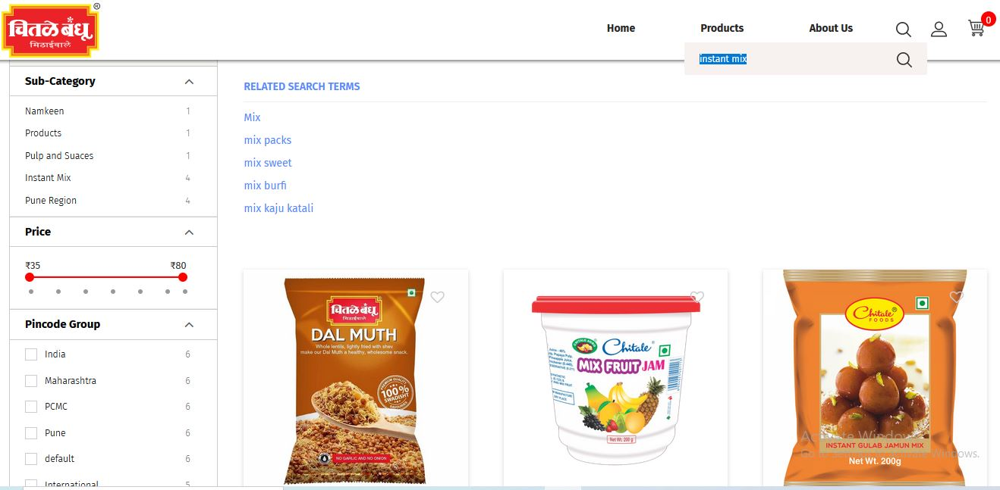 चितळे बंधू
®
मिठाईवाले
Home
Products
About Us
0
instant mix
Sub-Category
Namkeen 1
Products 1
Pulp and Suaces 1
Instant Mix 4
Pune Region 4
Price
₹35 ₹80
Pincode Group
India 6
Maharashtra 6
PCMC 6
Pune 6
default 6
International 5
RELATED SEARCH TERMS
Mix
mix packs
mix sweet
mix burfi
mix kaju katali
चितळे बंधू
मिठाईवाले
DAL MUTH
Whole lentils, lightly fried with shev
make our Dal Muth a healthy, wholesome snack.
PREMIUM QUALITY
100%
SWADISHT
NO GARLIC AND NO ONION
Chitale
MIX FRUIT JAM
Net Wt. 200 g
Chitale®
FOODS
INSTANT GULAB JAMUN MIX
Net Wt. 200g
Activate Windows
Go to Settings to activate Windows.